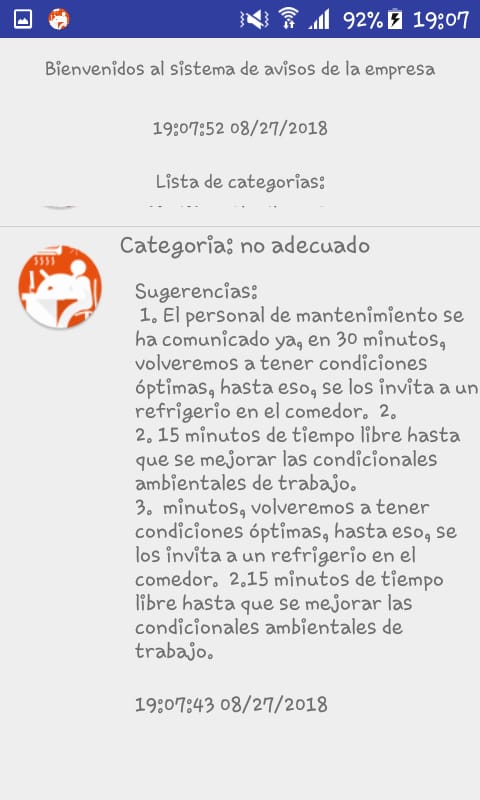 92% 19:07
Bienvenidos al sistema de avisos de la empresa
19:07:52 08/27/2018
Lista de categorias:
Categoria: no adecuado
Sugerencias:
1. El personal de mantenimiento se
ha comunicado ya, en 30 minutos,
volveremos a tener condiciones
óptimas, hasta eso, se los invita a un
refrigerio en el comedor. 2.
2. 15 minutos de tiempo libre hasta
que se mejorar las condicionales
ambientales de trabajo.
3. minutos, volveremos a tener
condiciones óptimas, hasta eso, se
los invita a un refrigerio en el
comedor. 2.15 minutos de tiempo
libre hasta que se mejorar las
condicionales ambientales de
trabajo.
19:07:43 08/27/2018